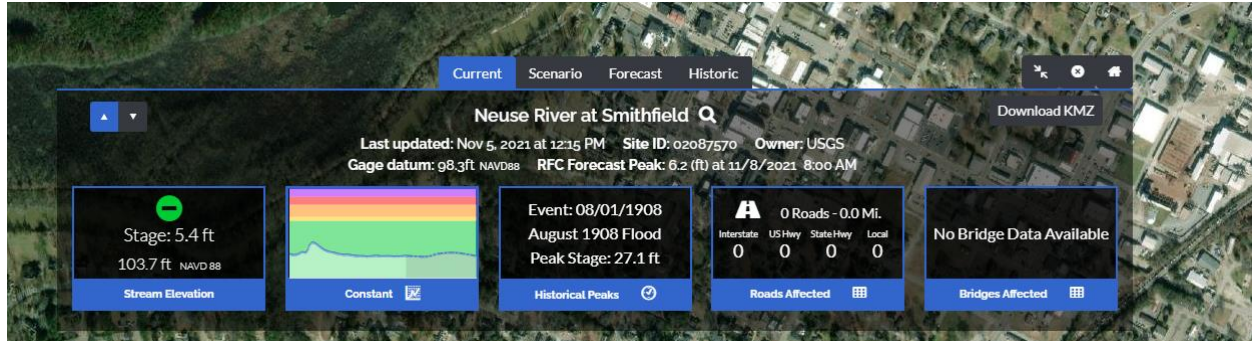 Current Scenario Forecast Historic
Neuse River at Smithfield
Download KMZ
Last updated: Nov 5, 2021 at 12:15 PM Site ID: 02087570 Owner: USGS
Gage datum: 98.3ft NAVD88 RFC Forecast Peak: 6.2 (ft) at 11/8/2021 8:00 AM
Stage: 5.4 ft
103.7 ft NAVD 88
Stream Elevation
Constant
Event: 08/01/1908
August 1908 Flood
Peak Stage: 27.1 ft
Historical Peaks
0 Roads - 0.0 Mi.
Interstate US Hwy State Hwy Local
0 0 0 0
Roads Affected
No Bridge Data Available
Bridges Affected